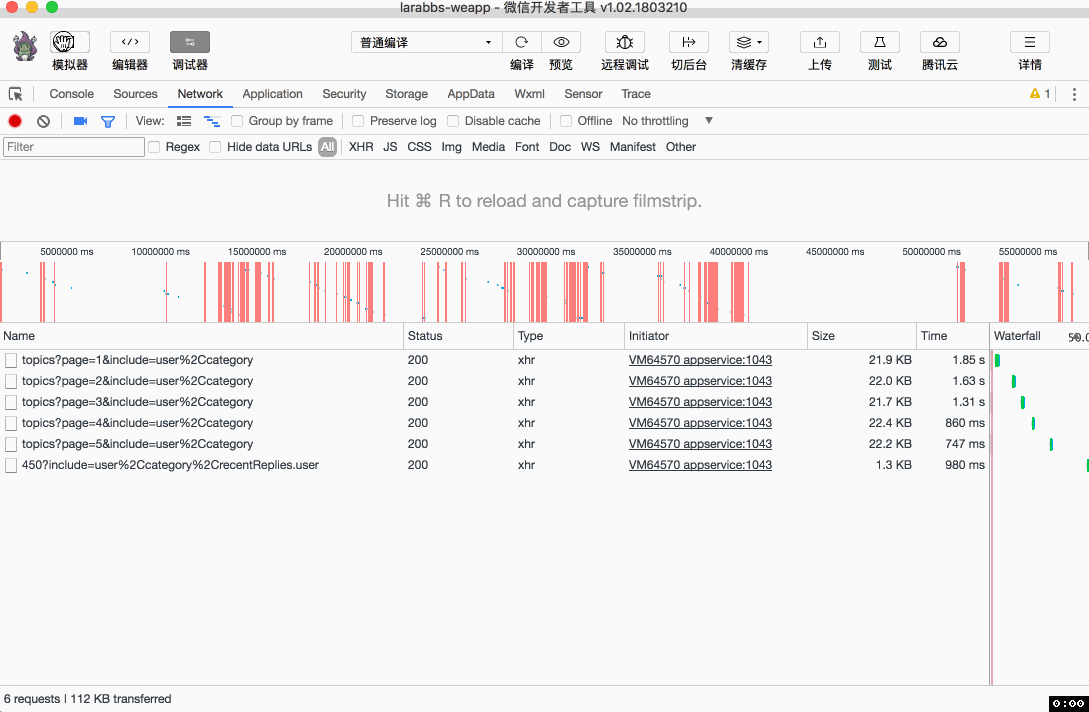 larabbs-weapp - 微信开发者工具 v1.02.1803210
普通编译
模拟器 编辑器 调试器 编译 预览 远程调试 切后台 清缓存 上传 测试 腾讯云 详情
Console Sources Network Application Security Storage AppData Wxml Sensor Trace 1
View: Group by frame Preserve log Disable cache Offline No throttling
Filter Regex Hide data URLs All XHR JS CSS Img Media Font Doc WS Manifest Other
Hit ⌘ R to reload and capture filmstrip.
5000000 ms 10000000 ms 15000000 ms 20000000 ms 25000000 ms 30000000 ms 35000000 ms 40000000 ms 45000000 ms 50000000 ms 55000000 ms
Name Status Type Initiator Size Time Waterfall
topics?page=1&include=user%2Ccategory 200 xhr VM64570 appservice:1043 21.9 KB 1.85 s
topics?page=2&include=user%2Ccategory 200 xhr VM64570 appservice:1043 22.0 KB 1.63 s
topics?page=3&include=user%2Ccategory 200 xhr VM64570 appservice:1043 21.7 KB 1.31 s
topics?page=4&include=user%2Ccategory 200 xhr VM64570 appservice:1043 22.4 KB 860 ms
topics?page=5&include=user%2Ccategory 200 xhr VM64570 appservice:1043 22.2 KB 747 ms
450?include=user%2Ccategory%2CrecentReplies.user 200 xhr VM64570 appservice:1043 1.3 KB 980 ms
6 requests | 112 KB transferred
0:00